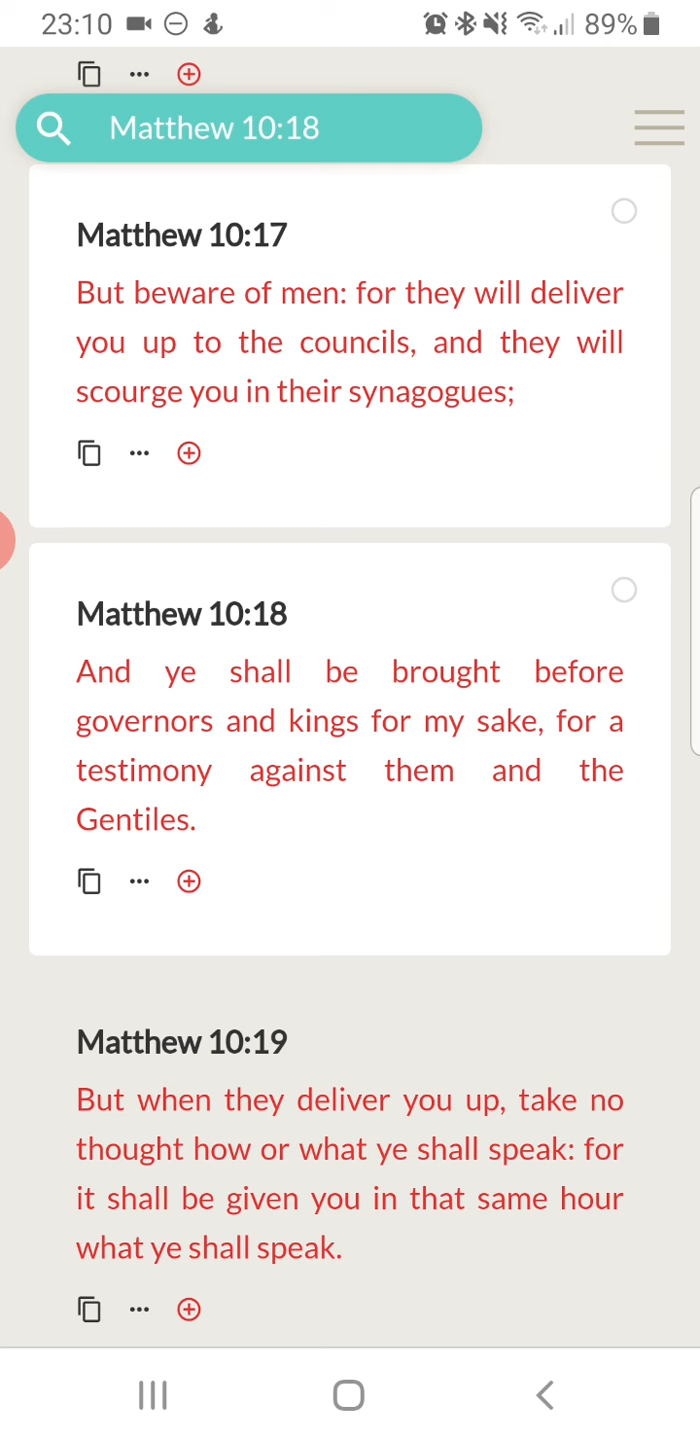 23:10 89%
Matthew 10:18
Matthew 10:17
But beware of men: for they will deliver
you up to the councils, and they will
scourge you in their synagogues;
Matthew 10:18
And ye shall be brought before
governors and kings for my sake, for a
testimony against them and the
Gentiles.
Matthew 10:19
But when they deliver you up, take no
thought how or what ye shall speak: for
it shall be given you in that same hour
what ye shall speak.